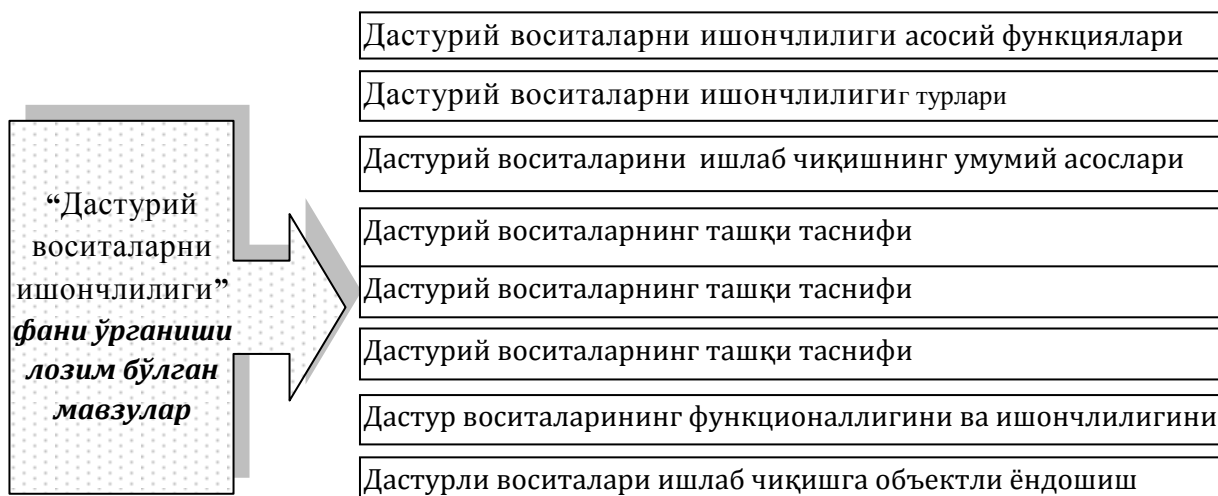 “Дастурий
воситаларни
ишончлилиги”
фани ўрганиши
лозим бўлган
мавзулар
Дастурий воситаларни ишончлилиги асосий функциялари
Дастурий воситаларни ишончлилигиг турлари
Дастурий воситаларини ишлаб чиқишнинг умумий асослари
Дастурий воситаларнинг ташқи таснифи
Дастурий воситаларнинг ташқи таснифи
Дастурий воситаларнинг ташқи таснифи
Дастур воситаларининг функционаллигини ва ишончлилигини
Дастурли воситалари ишлаб чиқишга объектли ёндошиш